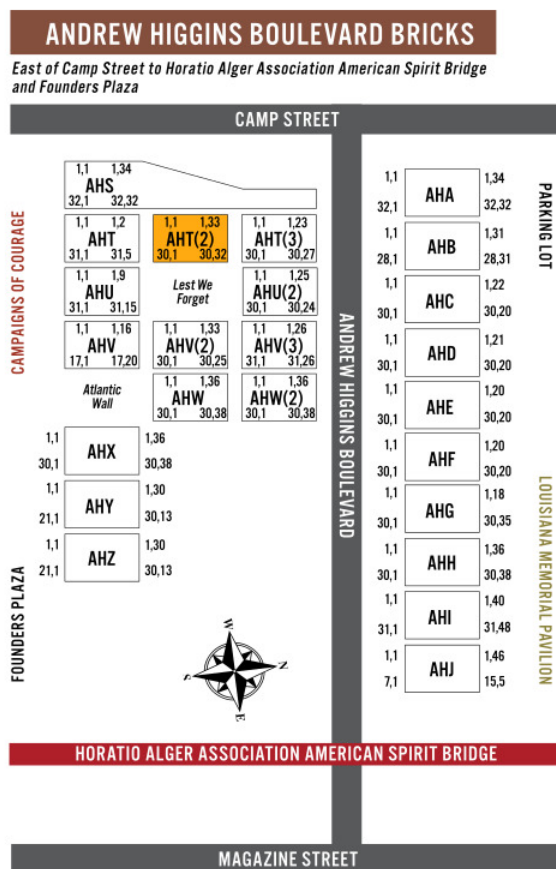 ANDREW HIGGINS BOULEVARD BRICKS
East of Camp Street to Horatio Alger Association American Spirit Bridge
and Founders Plaza
CAMP STREET
1,1 1,34
AHS
32,1 32,32
1,1 1,2
AHT
31,1 31,5
1,1 1,33
AHT(2)
30,1 30,32
1,1 1,23
AHT(3)
30,1 30,27
1,1 1,9
AHU
31,1 31,15
Lest We
Forget
1,1 1,25
AHU(2)
30,1 30,24
1,1 1,16
AHV
17,1 17,20
1,1 1,33
AHV(2)
30,1 30,25
1,1 1,26
AHV(3)
31,1 31,26
Atlantic
Wall
1,1 1,36
AHW
30,1 30,38
1,1 1,36
AHW(2)
30,1 30,38
1,1 1,36
AHX
30,1 30,38
1,1 1,30
AHY
21,1 30,13
1,1 1,30
AHZ
21,1 30,13
CAMPAIGNS OF COURAGE
FOUNDERS PLAZA
W
N
S
E
ANDREW HIGGINS BOULEVARD
1,1 1,34
AHA
32,1 32,32
1,1 1,31
AHB
28,1 28,31
1,1 1,22
AHC
30,1 30,20
1,1 1,21
AHD
30,1 30,20
1,1 1,20
AHE
30,1 30,20
1,1 1,20
AHF
30,1 30,20
1,1 1,18
AHG
30,1 30,35
1,1 1,36
AHH
30,1 30,38
1,1 1,40
AHI
31,1 31,48
1,1 1,46
AHJ
7,1 15,5
PARKING LOT
LOUISIANA MEMORIAL PAVILION
HORATIO ALGER ASSOCIATION AMERICAN SPIRIT BRIDGE
MAGAZINE STREET